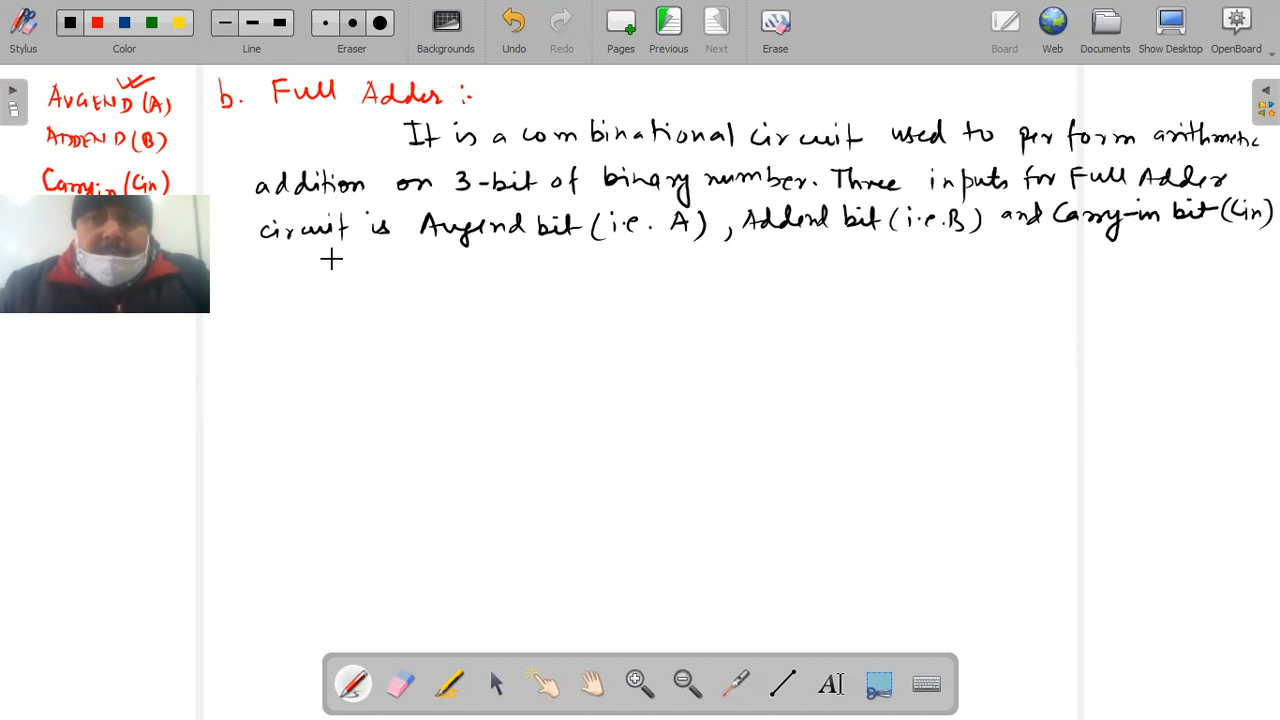 Stylus
Color
Line
Eraser
Backgrounds
Undo
Redo
Pages
Previous
Next
Erase
Board
Web
Documents
Show Desktop
OpenBoard
AUGEND (A)
ADDEND (B)
Carry-in (Cin)
b. Full Adder :-
It is a combinational circuit used to perform arithmetic
addition on 3-bit of binary number. Three inputs for Full Adder
circuit is Augend bit (i.e. A), Addend bit (i.e. B) and Carry-in bit (Cin)